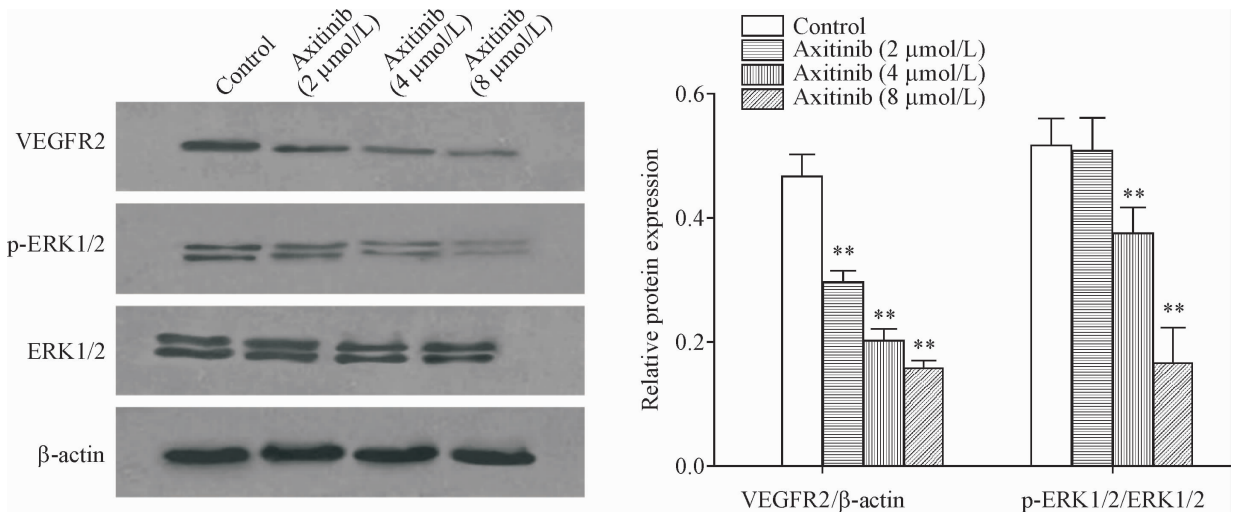 Control
Axitinib
(2 μmol/L)
Axitinib
(4 μmol/L)
Axitinib
(8 μmol/L)
VEGFR2
p-ERK1/2
ERK1/2
β-actin
Control
Axitinib (2 μmol/L)
Axitinib (4 μmol/L)
Axitinib (8 μmol/L)
Relative protein expression
0.6
0.4
0.2
0.0
**
**
**
**
**
VEGFR2/β-actin
p-ERK1/2/ERK1/2